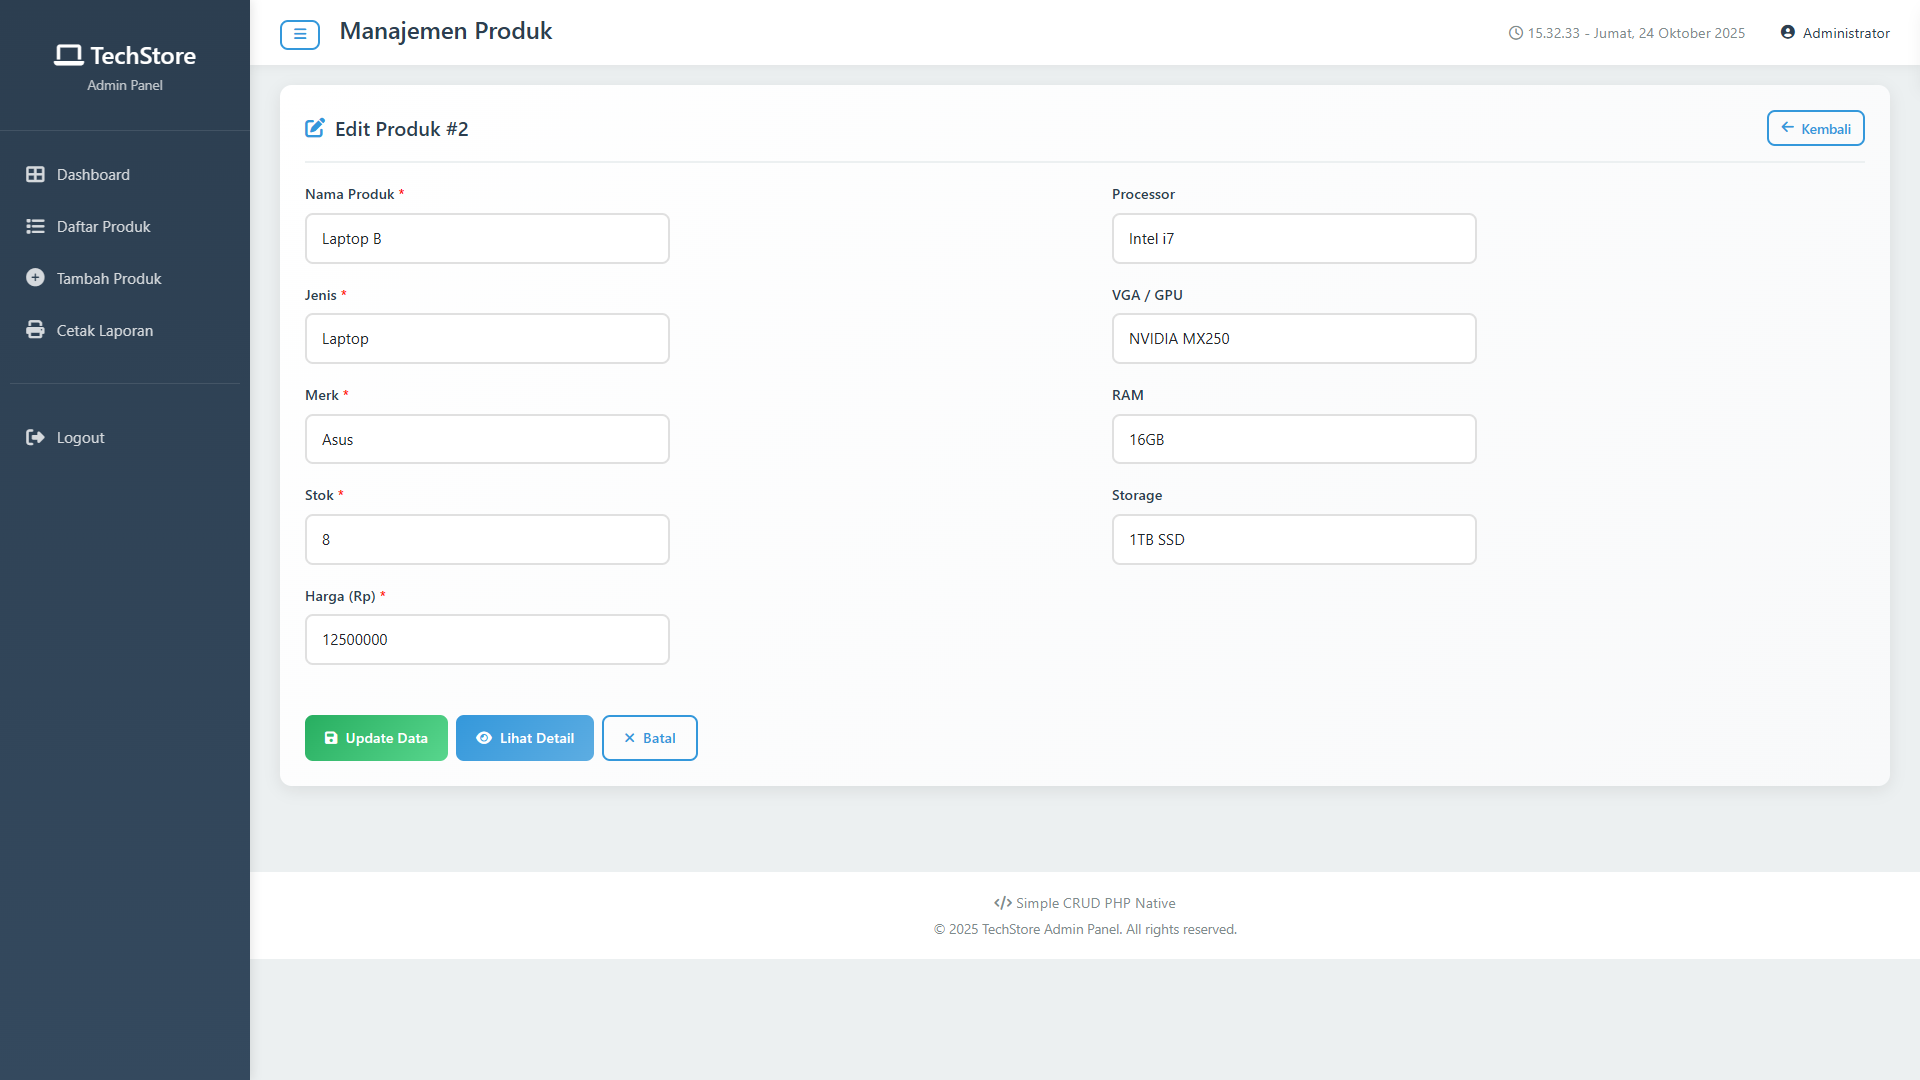 TechStore
Admin Panel
Dashboard
Daftar Produk
Tambah Produk
Cetak Laporan
Logout
Manajemen Produk
15.32.33 - Jumat, 24 Oktober 2025
Administrator
Edit Produk #2
Kembali
Nama Produk *
Laptop B
Jenis *
Laptop
Merk *
Asus
Stok *
8
Harga (Rp) *
12500000
Processor
Intel i7
VGA / GPU
NVIDIA MX250
RAM
16GB
Storage
1TB SSD
Update Data
Lihat Detail
Batal
Simple CRUD PHP Native
© 2025 TechStore Admin Panel. All rights reserved.